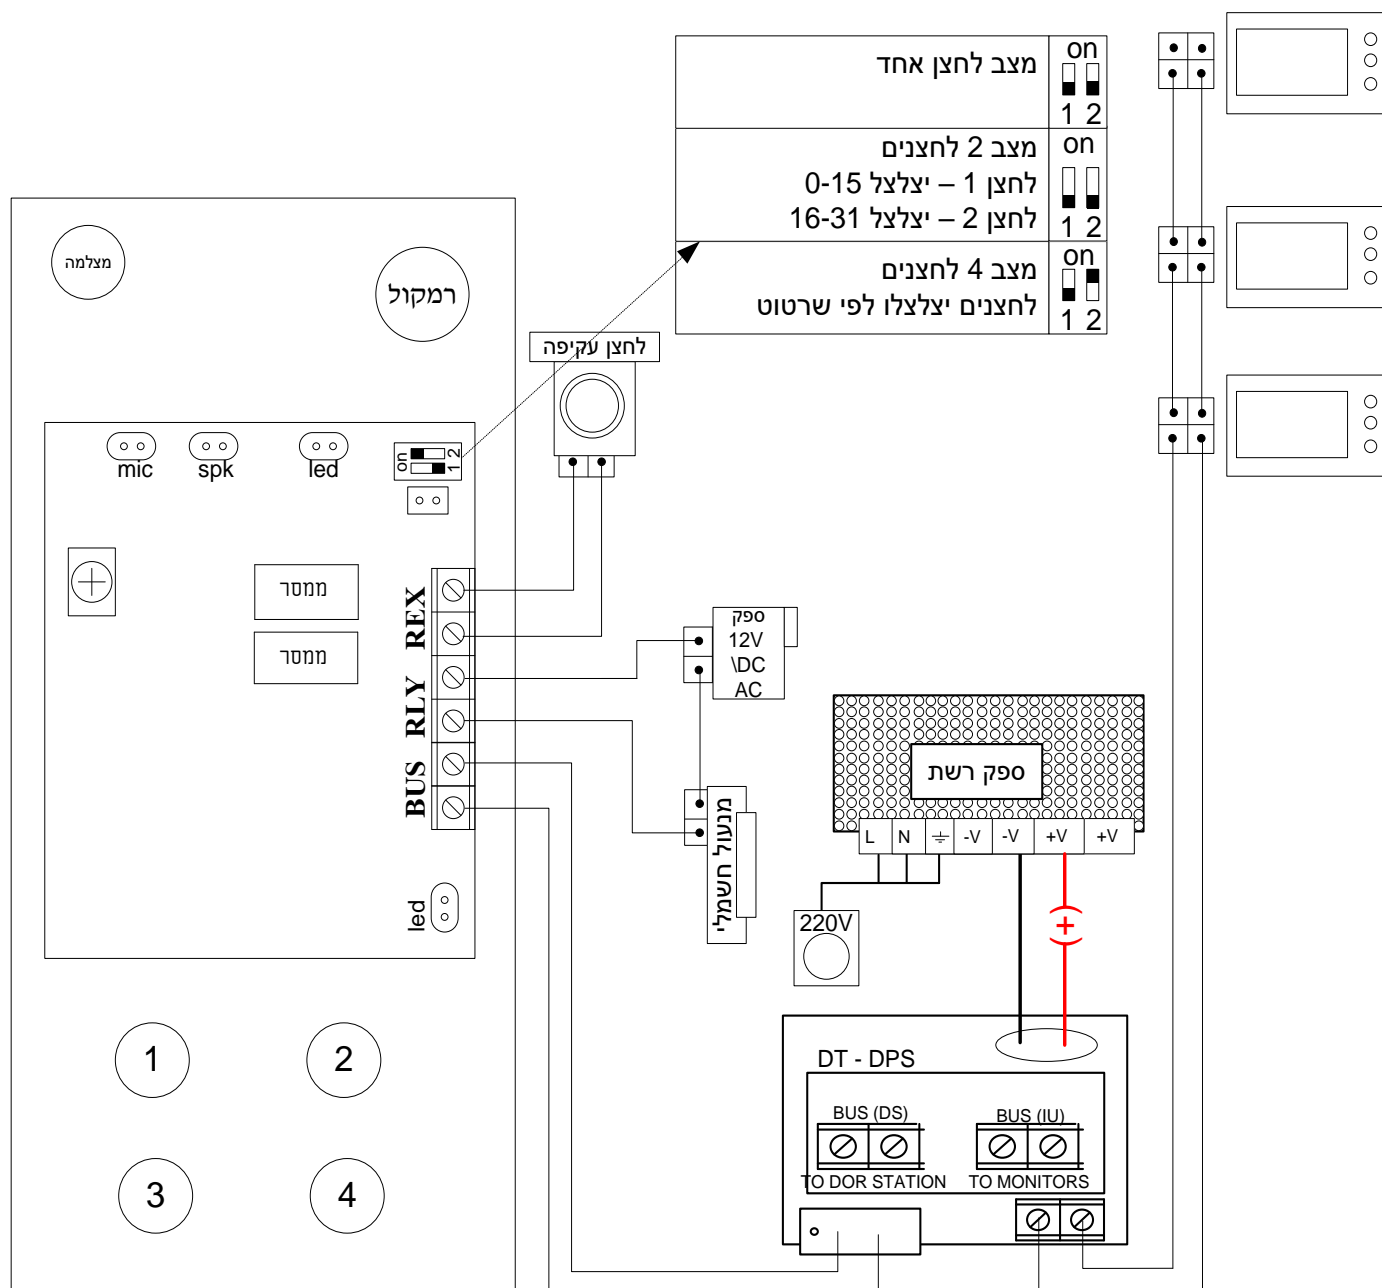 מצב לחצן אחד
on
1 2
מצב 2 לחצנים
לחצן 1 – יצלצל 0-15
לחצן 2 – יצלצל 16-31
on
1 2
מצב 4 לחצנים
לחצנים יצלצלו לפי שרטוט
on
1 2
מצלמה
רמקול
לחצן עקיפה
mic
spk
led
on
1 2
ממסר
ממסר
REX
RLY
BUS
led
ספק
12V
\DC
AC
מנעול חשמלי
ספק רשת
L N -V -V +V +V
220V
(+)
DT - DPS
BUS (DS)
BUS (IU)
TO DOR STATION
TO MONITORS
1
2
3
4